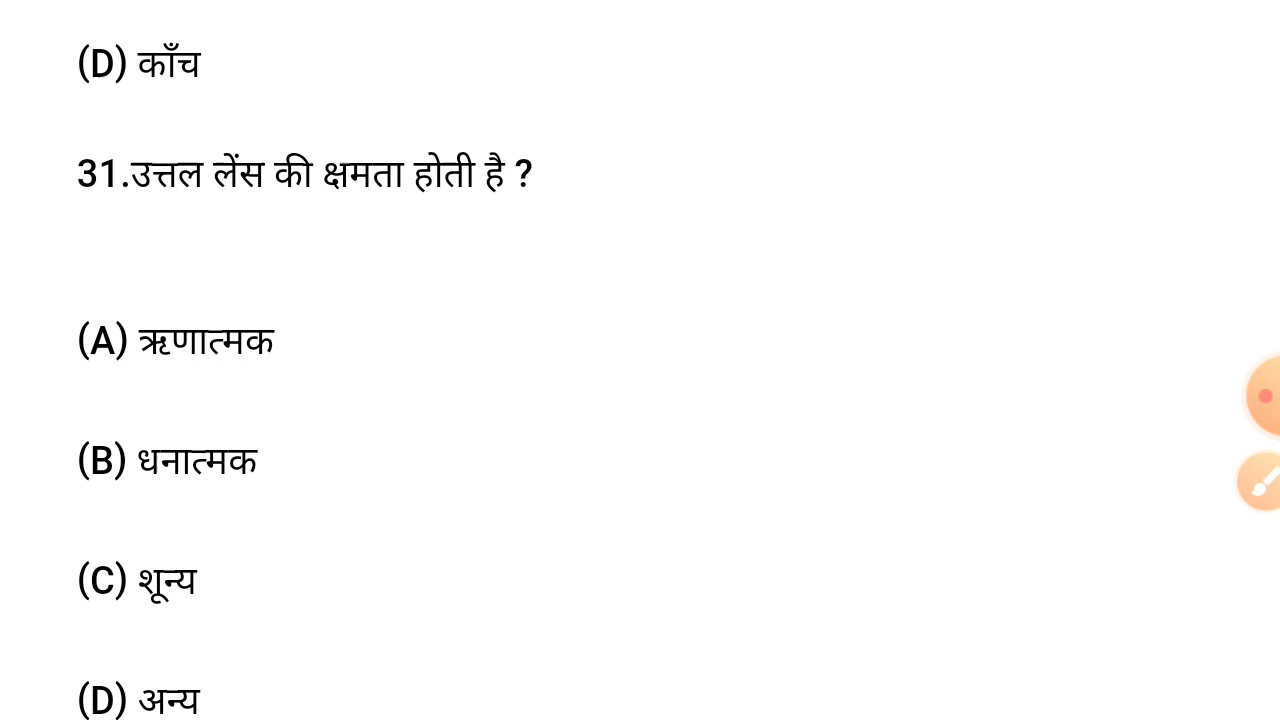 (D) काँच
31.उत्तल लेंस की क्षमता होती है ?
(A) ऋणात्मक
(B) धनात्मक
(C) शून्य
(D) अन्य